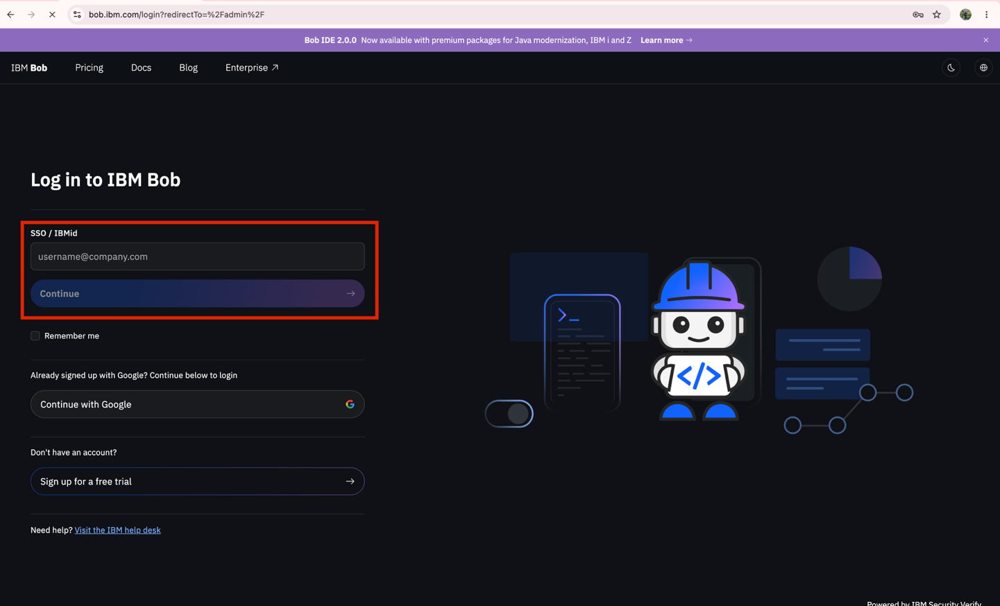 bob.ibm.com/login?redirectTo=%2Fadmin%2F
Bob IDE 2.0.0 Now available with premium packages for Java modernization, IBM i and Z Learn more →
IBM Bob Pricing Docs Blog Enterprise ↗
Log in to IBM Bob
SSO / IBMid
username@company.com
Continue →
Remember me
Already signed up with Google? Continue below to login
Continue with Google
Don't have an account?
Sign up for a free trial →
Need help? Visit the IBM help desk
>_
</>
Powered by IBM Security Verify